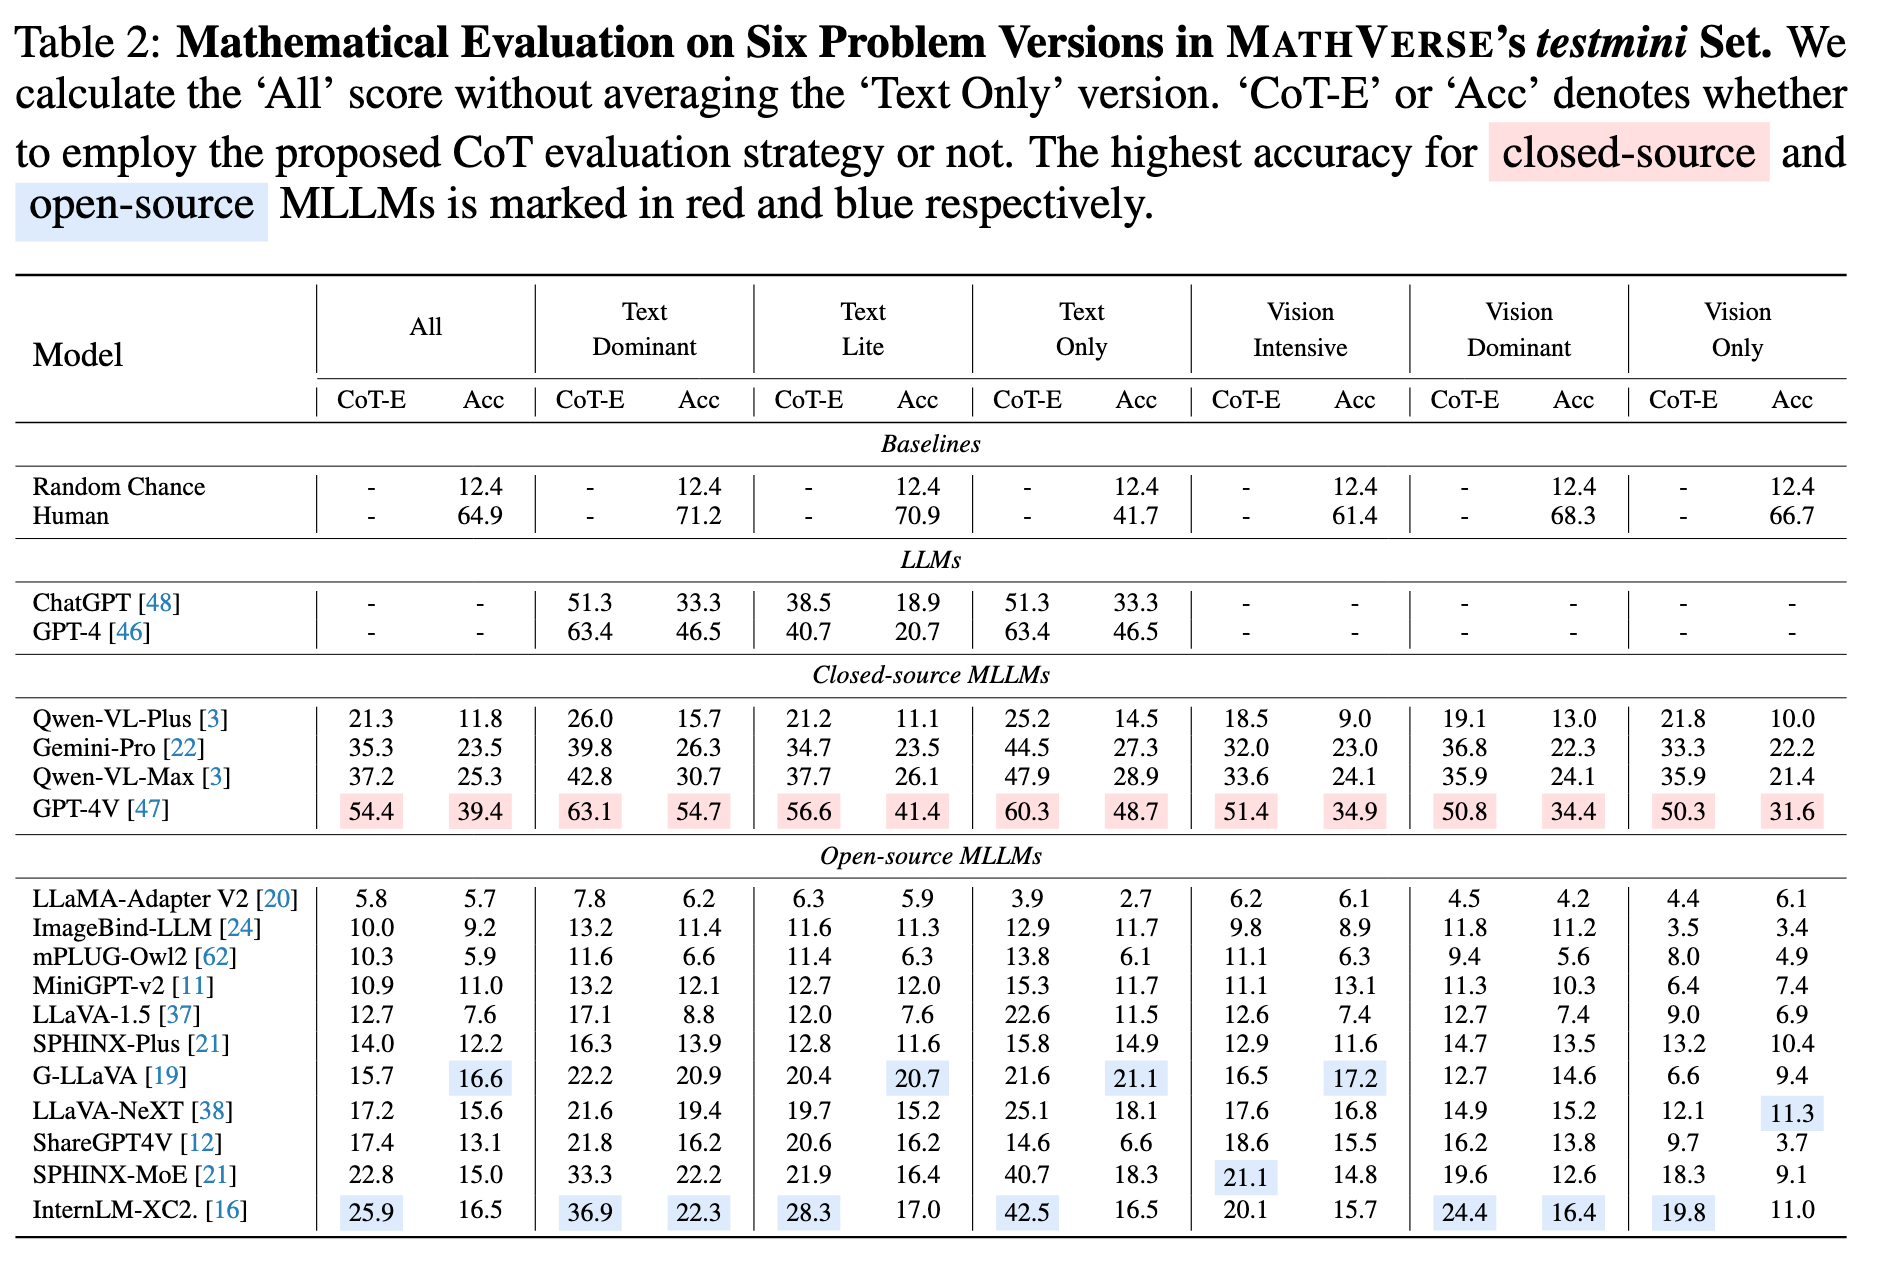 Table 2: Mathematical Evaluation on Six Problem Versions in MATHVERSE’s testmini Set. We
calculate the ‘All’ score without averaging the ‘Text Only’ version. ‘CoT-E’ or ‘Acc’ denotes whether
to employ the proposed CoT evaluation strategy or not. The highest accuracy for closed-source and
open-source MLLMs is marked in red and blue respectively.
Model All Text Dominant Text Lite Text Only Vision Intensive Vision Dominant Vision Only
CoT-E Acc CoT-E Acc CoT-E Acc CoT-E Acc CoT-E Acc CoT-E Acc CoT-E Acc
Baselines
Random Chance - 12.4 - 12.4 - 12.4 - 12.4 - 12.4 - 12.4 - 12.4
Human - 64.9 - 71.2 - 70.9 - 41.7 - 61.4 - 68.3 - 66.7
LLMs
ChatGPT [48] - - 51.3 33.3 38.5 18.9 51.3 33.3 - - - - - -
GPT-4 [46] - - 63.4 46.5 40.7 20.7 63.4 46.5 - - - - - -
Closed-source MLLMs
Qwen-VL-Plus [3] 21.3 11.8 26.0 15.7 21.2 11.1 25.2 14.5 18.5 9.0 19.1 13.0 21.8 10.0
Gemini-Pro [22] 35.3 23.5 39.8 26.3 34.7 23.5 44.5 27.3 32.0 23.0 36.8 22.3 33.3 22.2
Qwen-VL-Max [3] 37.2 25.3 42.8 30.7 37.7 26.1 47.9 28.9 33.6 24.1 35.9 24.1 35.9 21.4
GPT-4V [47] 54.4 39.4 63.1 54.7 56.6 41.4 60.3 48.7 51.4 34.9 50.8 34.4 50.3 31.6
Open-source MLLMs
LLaMA-Adapter V2 [20] 5.8 5.7 7.8 6.2 6.3 5.9 3.9 2.7 6.2 6.1 4.5 4.2 4.4 6.1
ImageBind-LLM [24] 10.0 9.2 13.2 11.4 11.6 11.3 12.9 11.7 9.8 8.9 11.8 11.2 3.5 3.4
mPLUG-Owl2 [62] 10.3 5.9 11.6 6.6 11.4 6.3 13.8 6.1 11.1 6.3 9.4 5.6 8.0 4.9
MiniGPT-v2 [11] 10.9 11.0 13.2 12.1 12.7 12.0 15.3 11.7 11.1 13.1 11.3 10.3 6.4 7.4
LLaVA-1.5 [37] 12.7 7.6 17.1 8.8 12.0 7.6 22.6 11.5 12.6 7.4 12.7 7.4 9.0 6.9
SPHINX-Plus [21] 14.0 12.2 16.3 13.9 12.8 11.6 15.8 14.9 12.9 11.6 14.7 13.5 13.2 10.4
G-LLaVA [19] 15.7 16.6 22.2 20.9 20.4 20.7 21.6 21.1 16.5 17.2 12.7 14.6 6.6 9.4
LLaVA-NeXT [38] 17.2 15.6 21.6 19.4 19.7 15.2 25.1 18.1 17.6 16.8 14.9 15.2 12.1 11.3
ShareGPT4V [12] 17.4 13.1 21.8 16.2 20.6 16.2 14.6 6.6 18.6 15.5 16.2 13.8 9.7 3.7
SPHINX-MoE [21] 22.8 15.0 33.3 22.2 21.9 16.4 40.7 18.3 21.1 14.8 19.6 12.6 18.3 9.1
InternLM-XC2. [16] 25.9 16.5 36.9 22.3 28.3 17.0 42.5 16.5 20.1 15.7 24.4 16.4 19.8 11.0